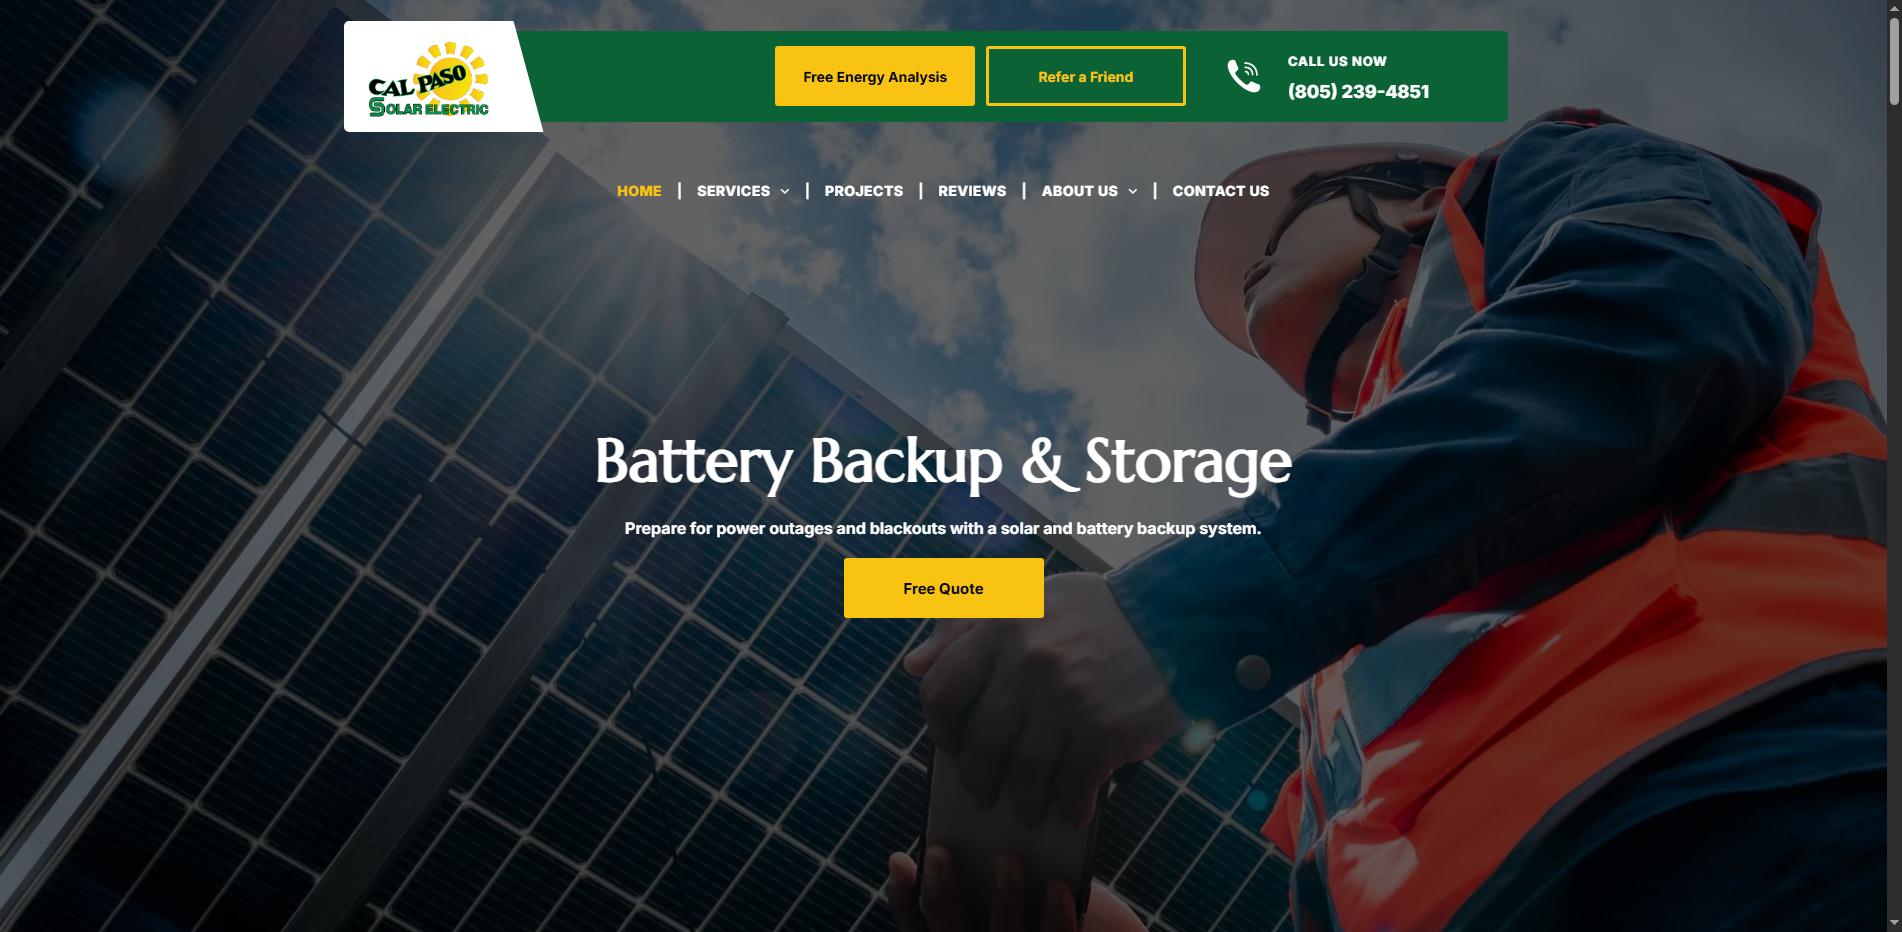 CAL PASO
SOLAR ELECTRIC
Free Energy Analysis
Refer a Friend
CALL US NOW
(805) 239-4851
HOME | SERVICES | PROJECTS | REVIEWS | ABOUT US | CONTACT US
Battery Backup & Storage
Prepare for power outages and blackouts with a solar and battery backup system.
Free Quote